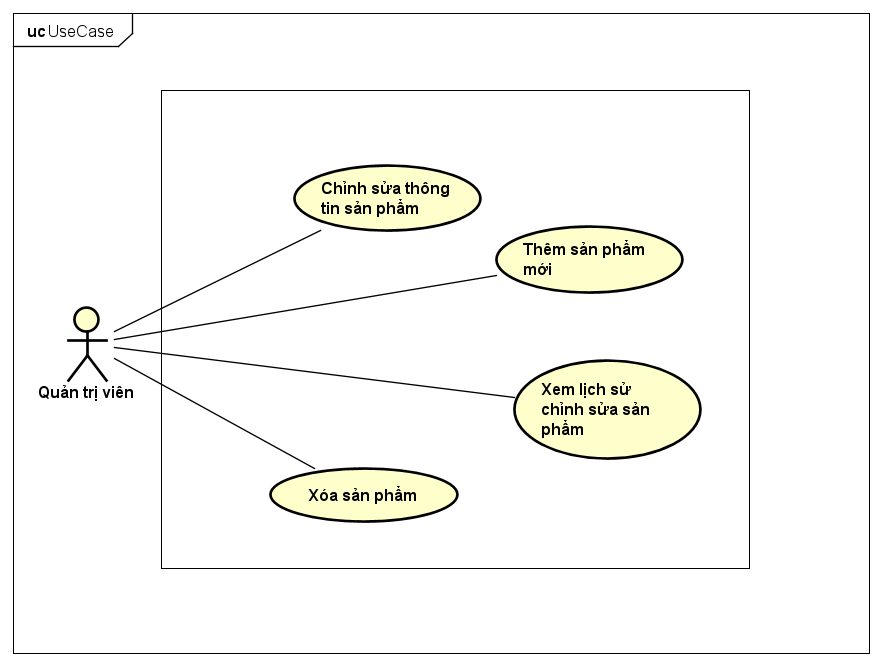 uc UseCase
Chỉnh sửa thông
tin sản phẩm
Thêm sản phẩm
mới
Quản trị viên
Xem lịch sử
chỉnh sửa sản
phẩm
Xóa sản phẩm